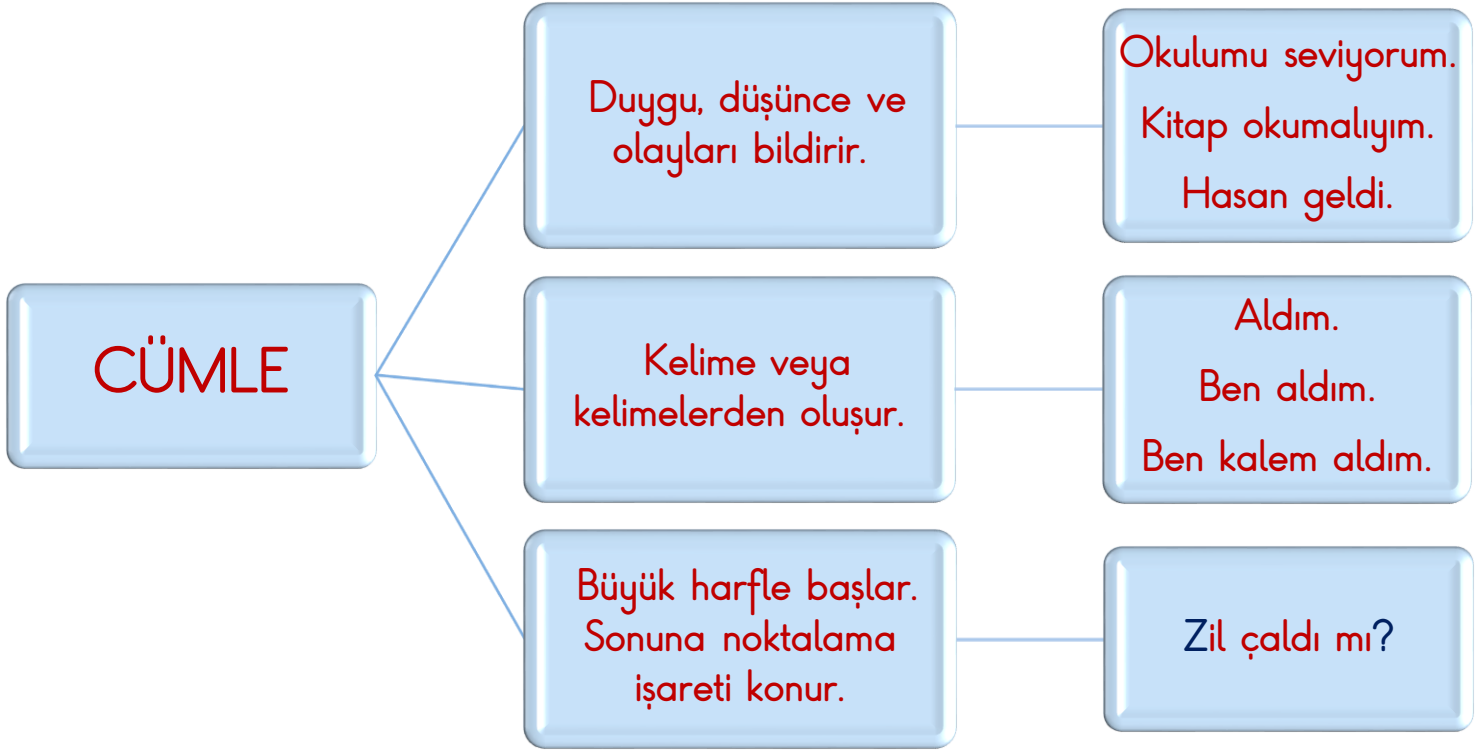 CÜMLE
Duygu, düşünce ve
olayları bildirir.
Okulumu seviyorum.
Kitap okumalıyım.
Hasan geldi.
Kelime veya
kelimelerden oluşur.
Aldım.
Ben aldım.
Ben kalem aldım.
Büyük harfle başlar.
Sonuna noktalama
işareti konur.
Zil çaldı mı?